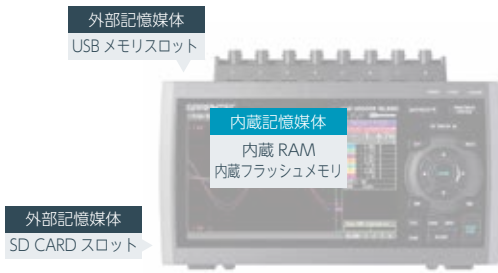 外部記憶媒体
USB メモリスロット
内蔵記憶媒体
内蔵 RAM
内蔵フラッシュメモリ
外部記憶媒体
SD CARD スロット